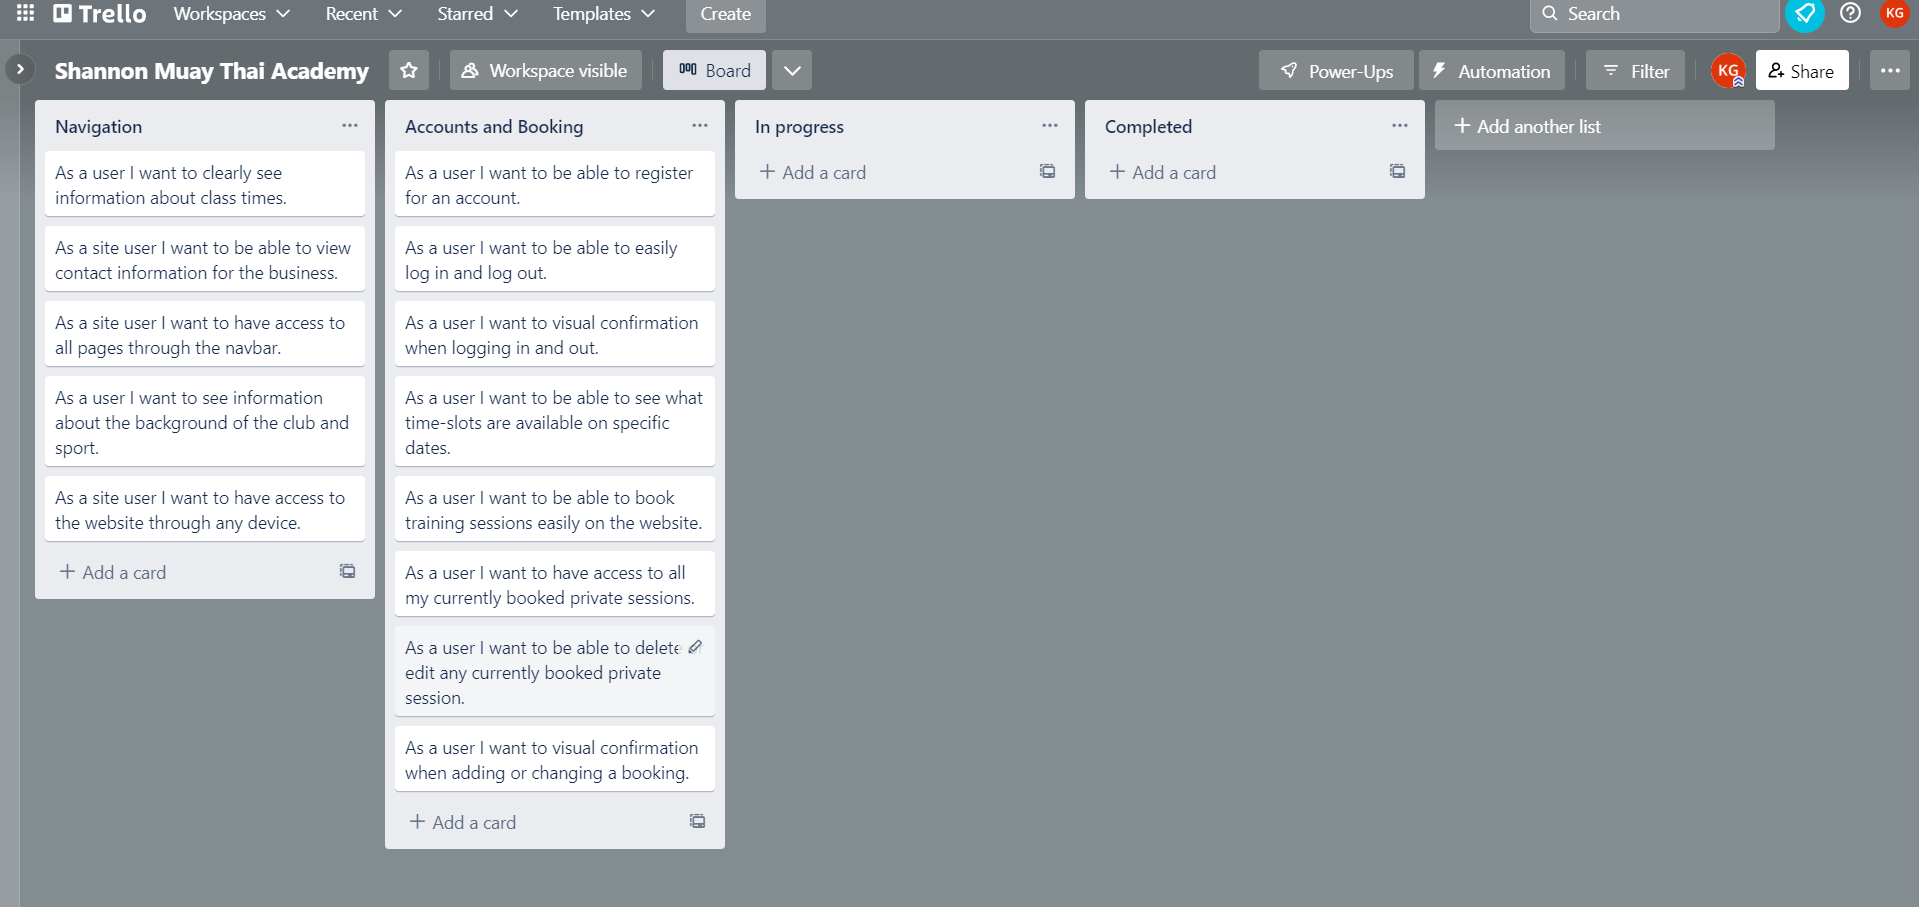 Trello
Workspaces
Recent
Starred
Templates
Create
Search
KG
Shannon Muay Thai Academy
Workspace visible
Board
Power-Ups
Automation
Filter
KG
Share
Navigation
As a user I want to clearly see
information about class times.
As a site user I want to be able to view
contact information for the business.
As a site user I want to have access to
all pages through the navbar.
As a user I want to see information
about the background of the club and
sport.
As a site user I want to have access to
the website through any device.
+ Add a card
Accounts and Booking
As a user I want to be able to register
for an account.
As a user I want to be able to easily
log in and log out.
As a user I want to visual confirmation
when logging in and out.
As a user I want to be able to see what
time-slots are available on specific
dates.
As a user I want to be able to book
training sessions easily on the website.
As a user I want to have access to all
my currently booked private sessions.
As a user I want to be able to delete
edit any currently booked private
session.
As a user I want to visual confirmation
when adding or changing a booking.
+ Add a card
In progress
+ Add a card
Completed
+ Add a card
+ Add another list